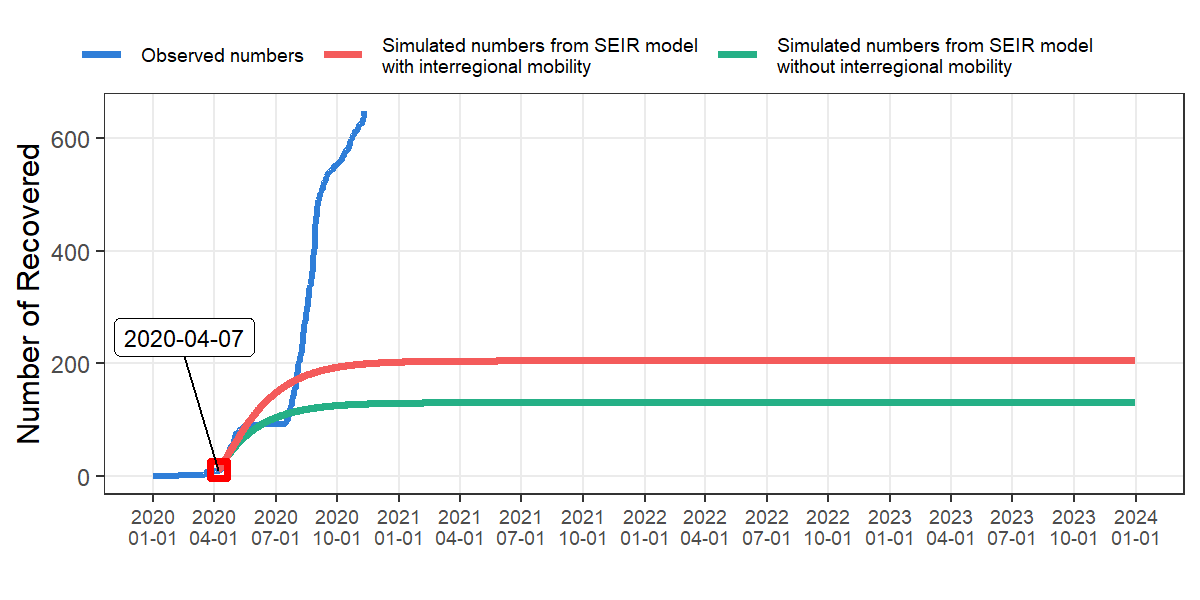 Observed numbers
Simulated numbers from SEIR model
with interregional mobility
Simulated numbers from SEIR model
without interregional mobility
Number of Recovered
600
400
200
0
2020-04-07
2020 2020 2020 2020 2021 2021 2021 2021 2022 2022 2022 2022 2023 2023 2023 2023 2024
01-01 04-01 07-01 10-01 01-01 04-01 07-01 10-01 01-01 04-01 07-01 10-01 01-01 04-01 07-01 10-01 01-01